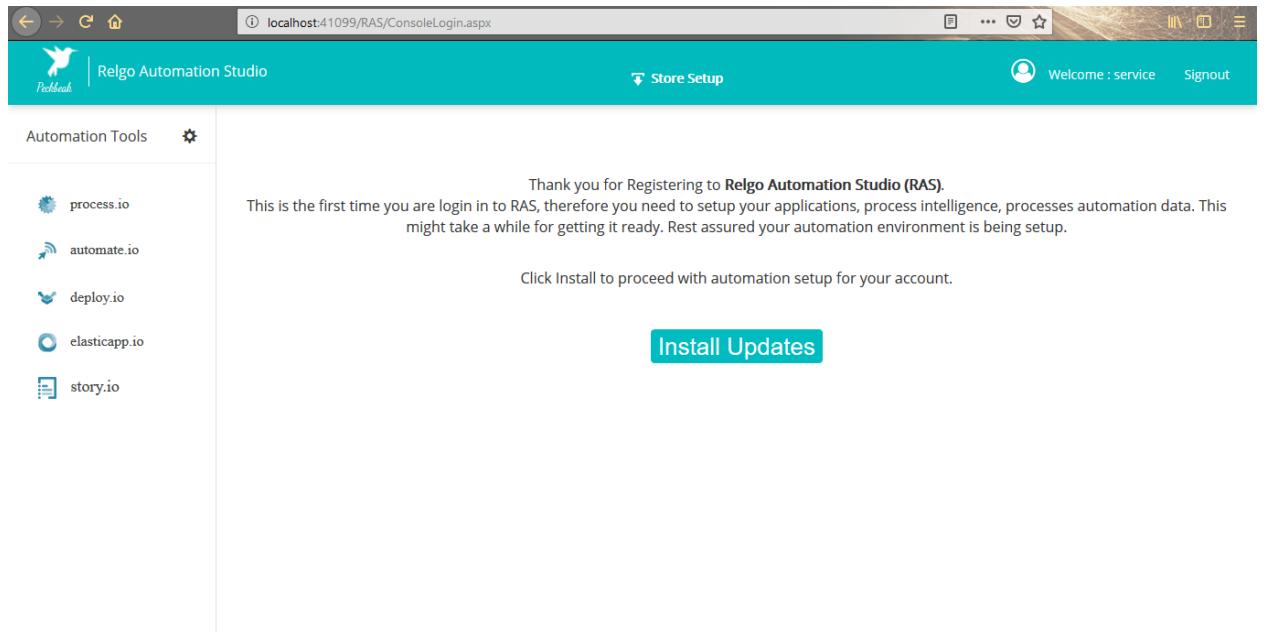 localhost:41099/RAS/ConsoleLogin.aspx
Peckbeak
Relgo Automation Studio
Store Setup
Welcome : service
Signout
Automation Tools
process.io
automate.io
deploy.io
elasticapp.io
story.io
Thank you for Registering to Relgo Automation Studio (RAS).
This is the first time you are login in to RAS, therefore you need to setup your applications, process intelligence, processes automation data. This
might take a while for getting it ready. Rest assured your automation environment is being setup.
Click Install to proceed with automation setup for your account.
Install Updates